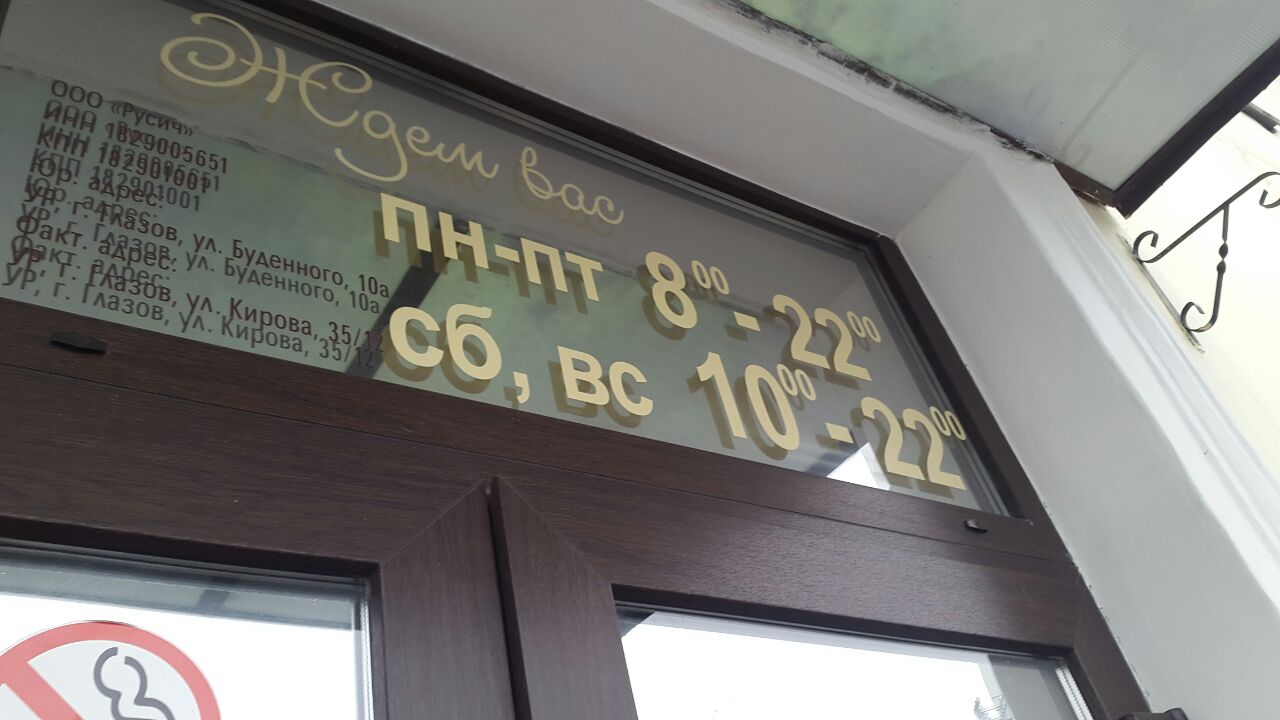 Ждем вас
пн-пт 8⁰⁰ - 22⁰⁰
сб, вс 10⁰⁰ - 22⁰⁰
ООО «Русич»
ИНН 1829005651
КПП 182901001
Юр. адрес:
УР, г. Глазов, ул. Буденного, 10а
Факт. адрес:
УР, г. Глазов, ул. Кирова, 35/12